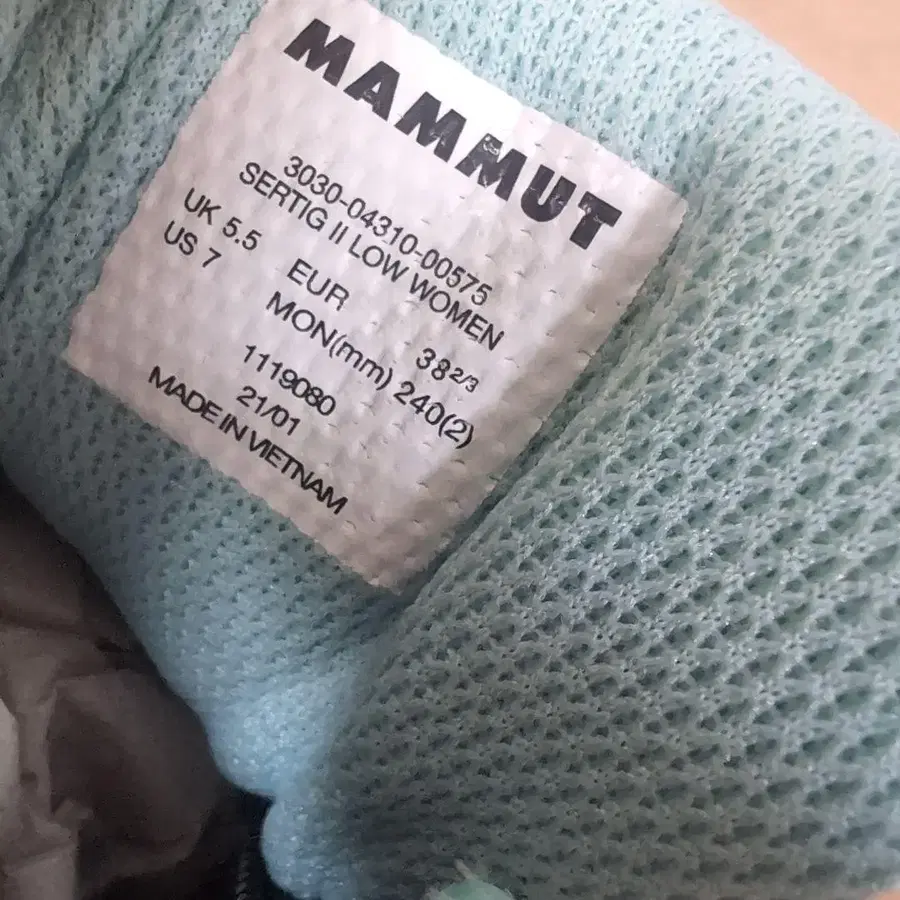 MAMMUT
3030-04310-00575
SERTIG II LOW WOMEN
UK 5.5 EUR 38 2/3
US 7 MON(mm) 240(2)
1119080
21/01
MADE IN VIETNAM